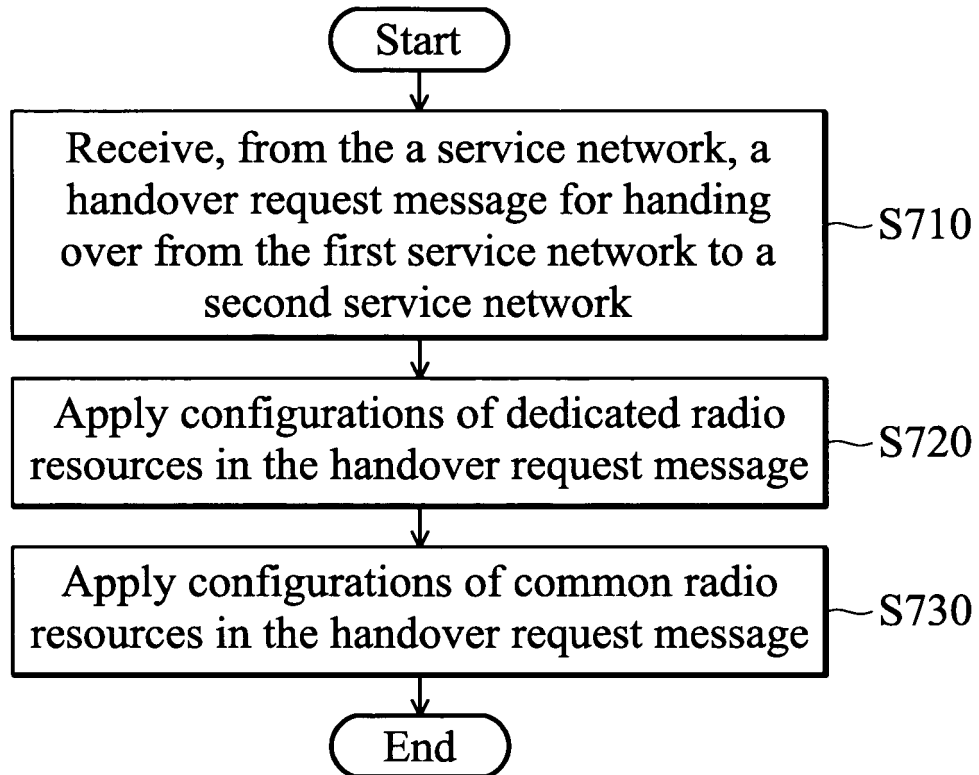 Start
Receive, from the a service network, a
handover request message for handing
over from the first service network to a
second service network
S710
Apply configurations of dedicated radio
resources in the handover request message
S720
Apply configurations of common radio
resources in the handover request message
S730
End